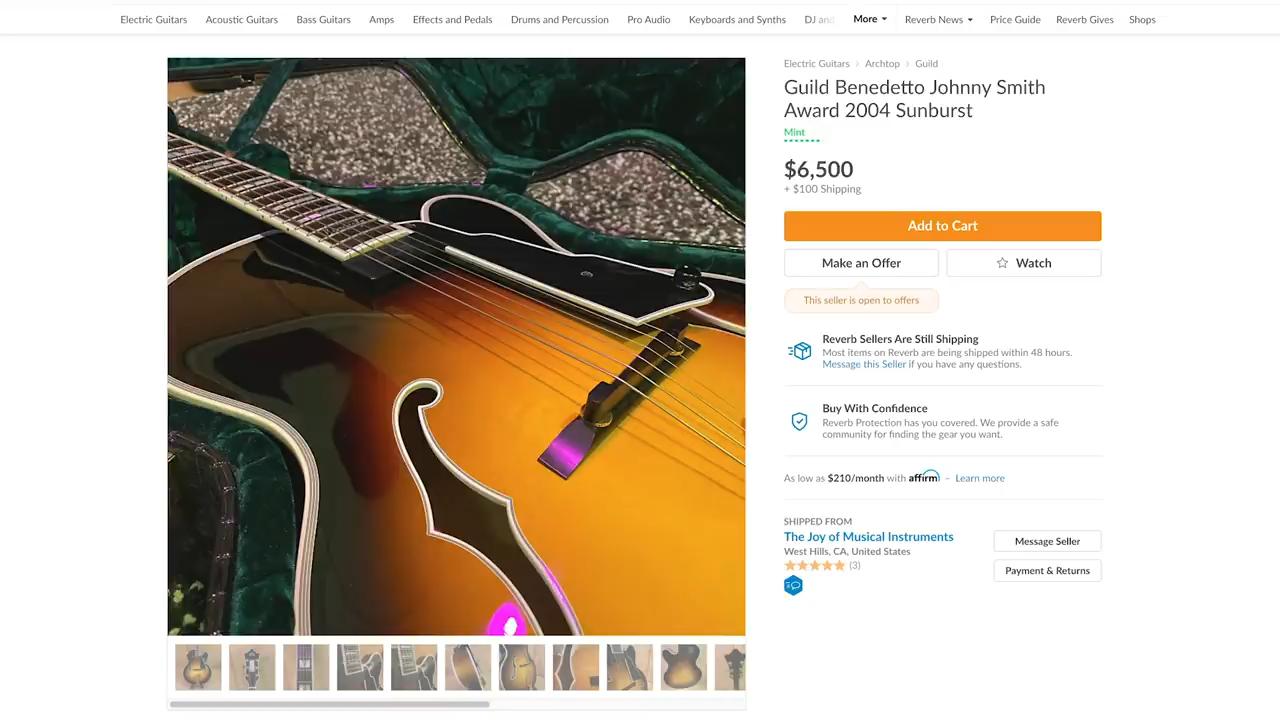 Electric Guitars Acoustic Guitars Bass Guitars Amps Effects and Pedals Drums and Percussion Pro Audio Keyboards and Synths DJ and More Reverb News Price Guide Reverb Gives Shops
Electric Guitars > Archtop > Guild
Guild Benedetto Johnny Smith
Award 2004 Sunburst
Mint
$6,500
+ $100 Shipping
Add to Cart
Make an Offer Watch
This seller is open to offers
Reverb Sellers Are Still Shipping
Most items on Reverb are being shipped within 48 hours.
Message this Seller if you have any questions.
Buy With Confidence
Reverb Protection has you covered. We provide a safe
community for finding the gear you want.
As low as $210/month with affirm - Learn more
SHIPPED FROM
The Joy of Musical Instruments
West Hills, CA, United States
(3)
Message Seller
Payment & Returns